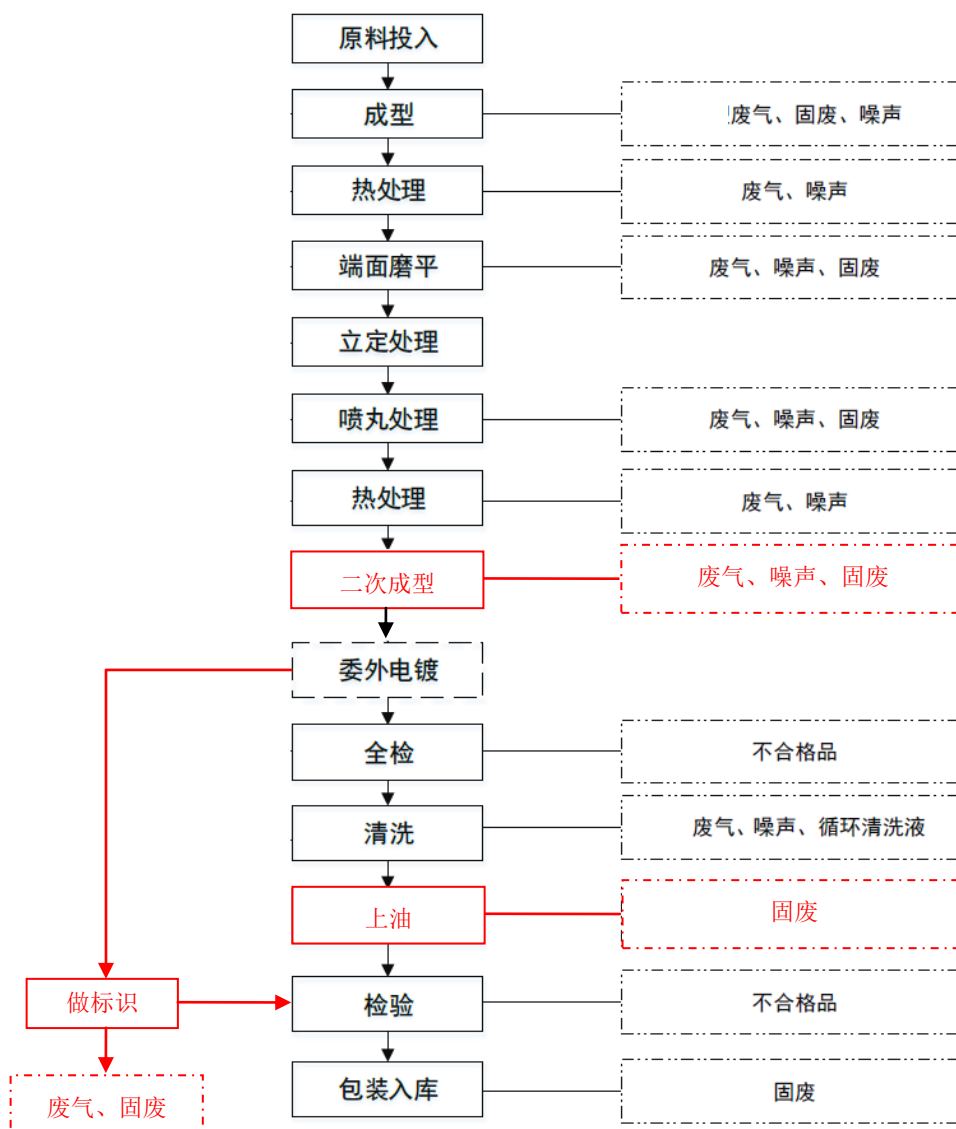 原料投入
成型
废气、固废、噪声
热处理
废气、噪声
端面磨平
废气、噪声、固废
立定处理
喷丸处理
废气、噪声、固废
热处理
废气、噪声
二次成型
废气、噪声、固废
委外电镀
全检
不合格品
清洗
废气、噪声、循环清洗液
上油
固废
做标识
检验
不合格品
废气、固废
包装入库
固废